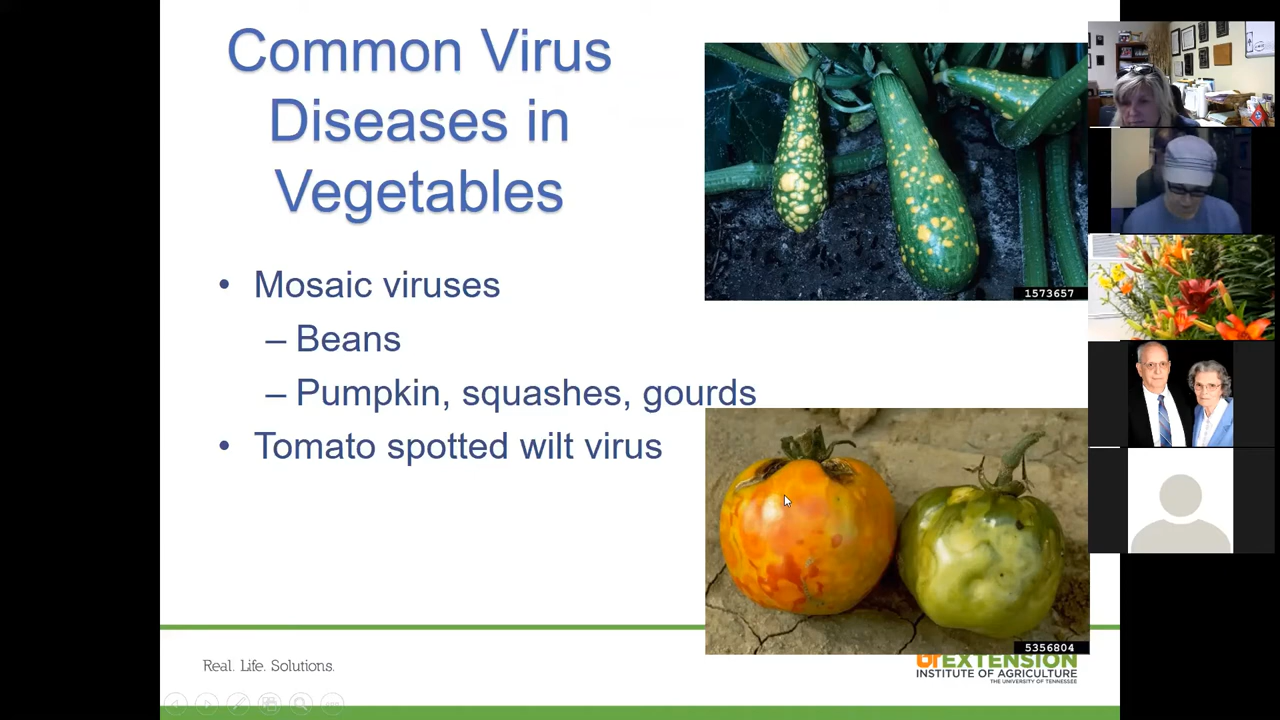 Common Virus
Diseases in
Vegetables
• Mosaic viruses
– Beans
– Pumpkin, squashes, gourds
• Tomato spotted wilt virus
1573657
5356804
Real. Life. Solutions.
UT EXTENSION
INSTITUTE OF AGRICULTURE
THE UNIVERSITY OF TENNESSEE